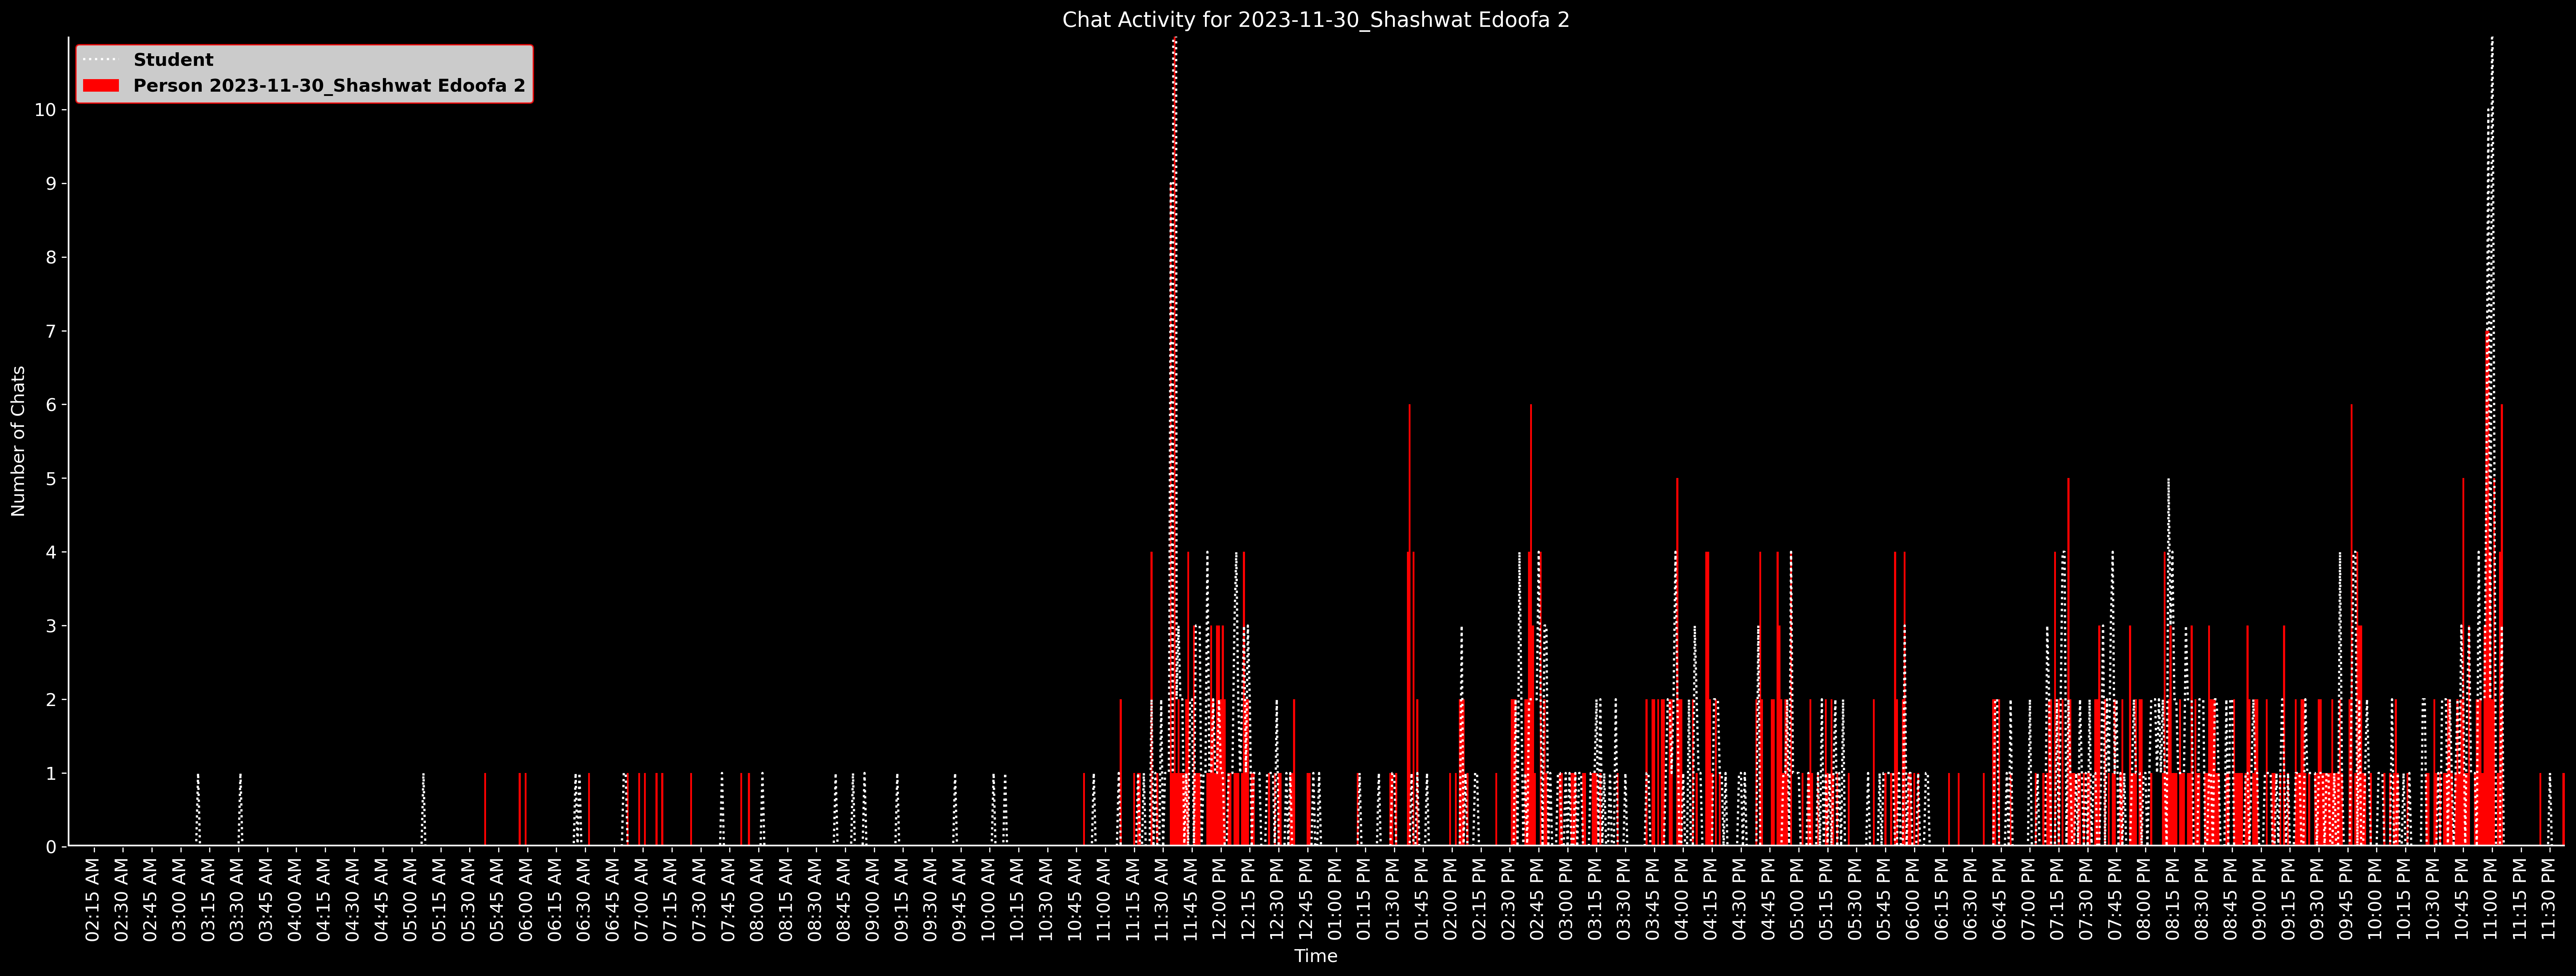 Chat Activity for 2023-11-30_Shashwat Edoofa 2
Student
Person 2023-11-30_Shashwat Edoofa 2
Number of Chats
10
9
8
7
6
5
4
3
2
1
0
02:15 AM
02:30 AM
02:45 AM
03:00 AM
03:15 AM
03:30 AM
03:45 AM
04:00 AM
04:15 AM
04:30 AM
04:45 AM
05:00 AM
05:15 AM
05:30 AM
05:45 AM
06:00 AM
06:15 AM
06:30 AM
06:45 AM
07:00 AM
07:15 AM
07:30 AM
07:45 AM
08:00 AM
08:15 AM
08:30 AM
08:45 AM
09:00 AM
09:15 AM
09:30 AM
09:45 AM
10:00 AM
10:15 AM
10:30 AM
10:45 AM
11:00 AM
11:15 AM
11:30 AM
11:45 AM
12:00 PM
12:15 PM
12:30 PM
12:45 PM
01:00 PM
01:15 PM
01:30 PM
01:45 PM
02:00 PM
02:15 PM
02:30 PM
02:45 PM
03:00 PM
03:15 PM
03:30 PM
03:45 PM
04:00 PM
04:15 PM
04:30 PM
04:45 PM
05:00 PM
05:15 PM
05:30 PM
05:45 PM
06:00 PM
06:15 PM
06:30 PM
06:45 PM
07:00 PM
07:15 PM
07:30 PM
07:45 PM
08:00 PM
08:15 PM
08:30 PM
08:45 PM
09:00 PM
09:15 PM
09:30 PM
09:45 PM
10:00 PM
10:15 PM
10:30 PM
10:45 PM
11:00 PM
11:15 PM
11:30 PM
Time